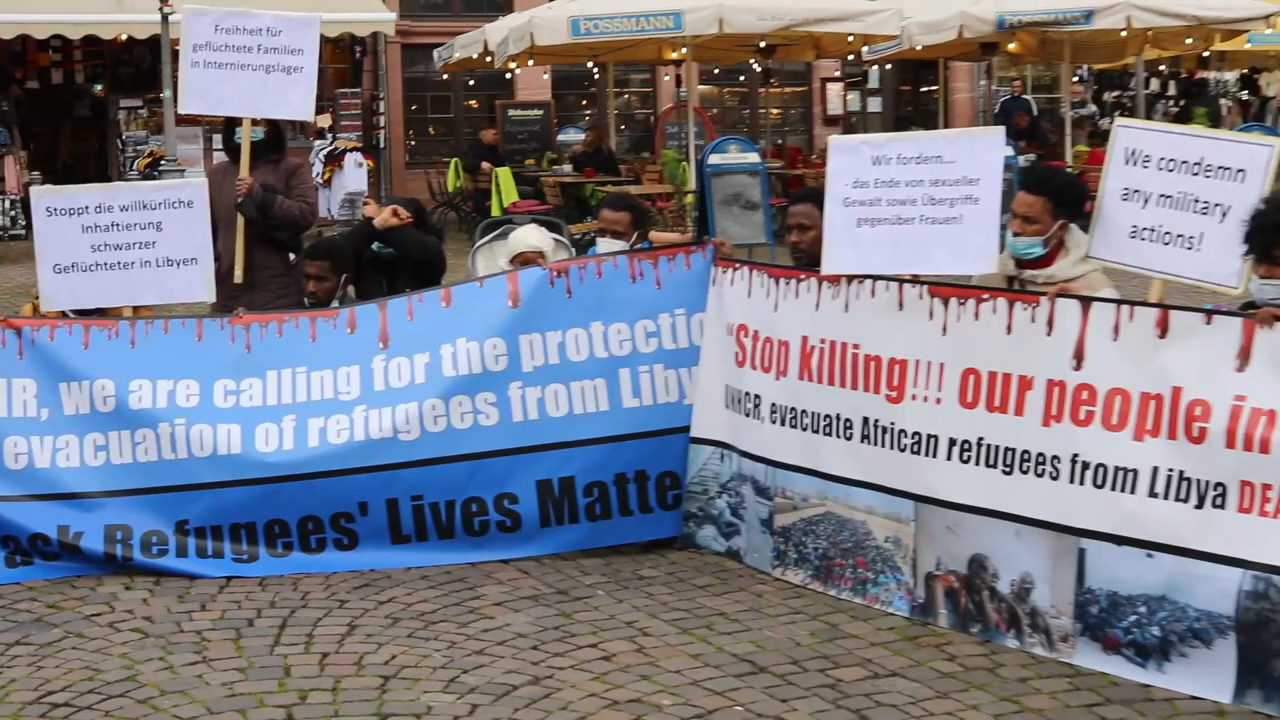 POSSMANN
POSSMANN
Freiheit für
geflüchtete Familien
in Internierungslager
Stoppt die willkürliche
Inhaftierung
schwarzer
Geflüchteter in Libyen
Wir fordern....
- das Ende von sexueller
Gewalt sowie Übergriffe
gegenüber Frauen!
We condemn
any military
actions!
HR, we are calling for the protectio
evacuation of refugees from Liby
ack Refugees' Lives Matte
"Stop killing!!! our people in
UNHCR, evacuate African refugees from Libya DEA